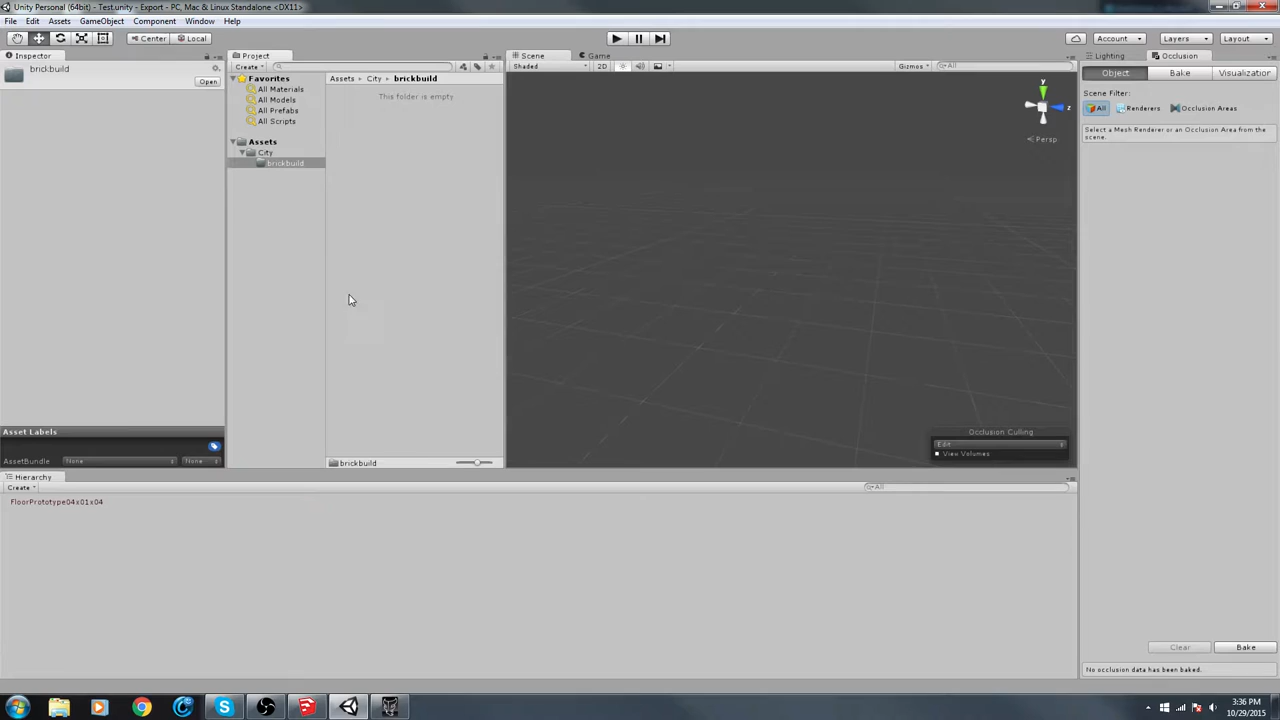 Unity Personal (64bit) - Test.unity - Export - PC, Mac & Linux Standalone <DX11>
File Edit Assets GameObject Component Window Help
Center Local Account Layers Layout
Inspector
brickbuild
Open
Asset Labels
AssetBundle None None
Project
Create
Favorites
All Materials
All Models
All Prefabs
All Scripts
Assets
City
brickbuild
Assets City brickbuild
This folder is empty
brickbuild
Scene Game
Shaded 2D Gizmos All
y
z
Persp
Occlusion Culling
Edit
View Volumes
Lighting Occlusion
Object Bake Visualization
Scene Filter:
All Renderers Occlusion Areas
Select a Mesh Renderer or an Occlusion Area from the
scene.
Clear Bake
No occlusion data has been baked.
Hierarchy
Create All
FloorPrototype04x01x04
3:36 PM
10/29/2015